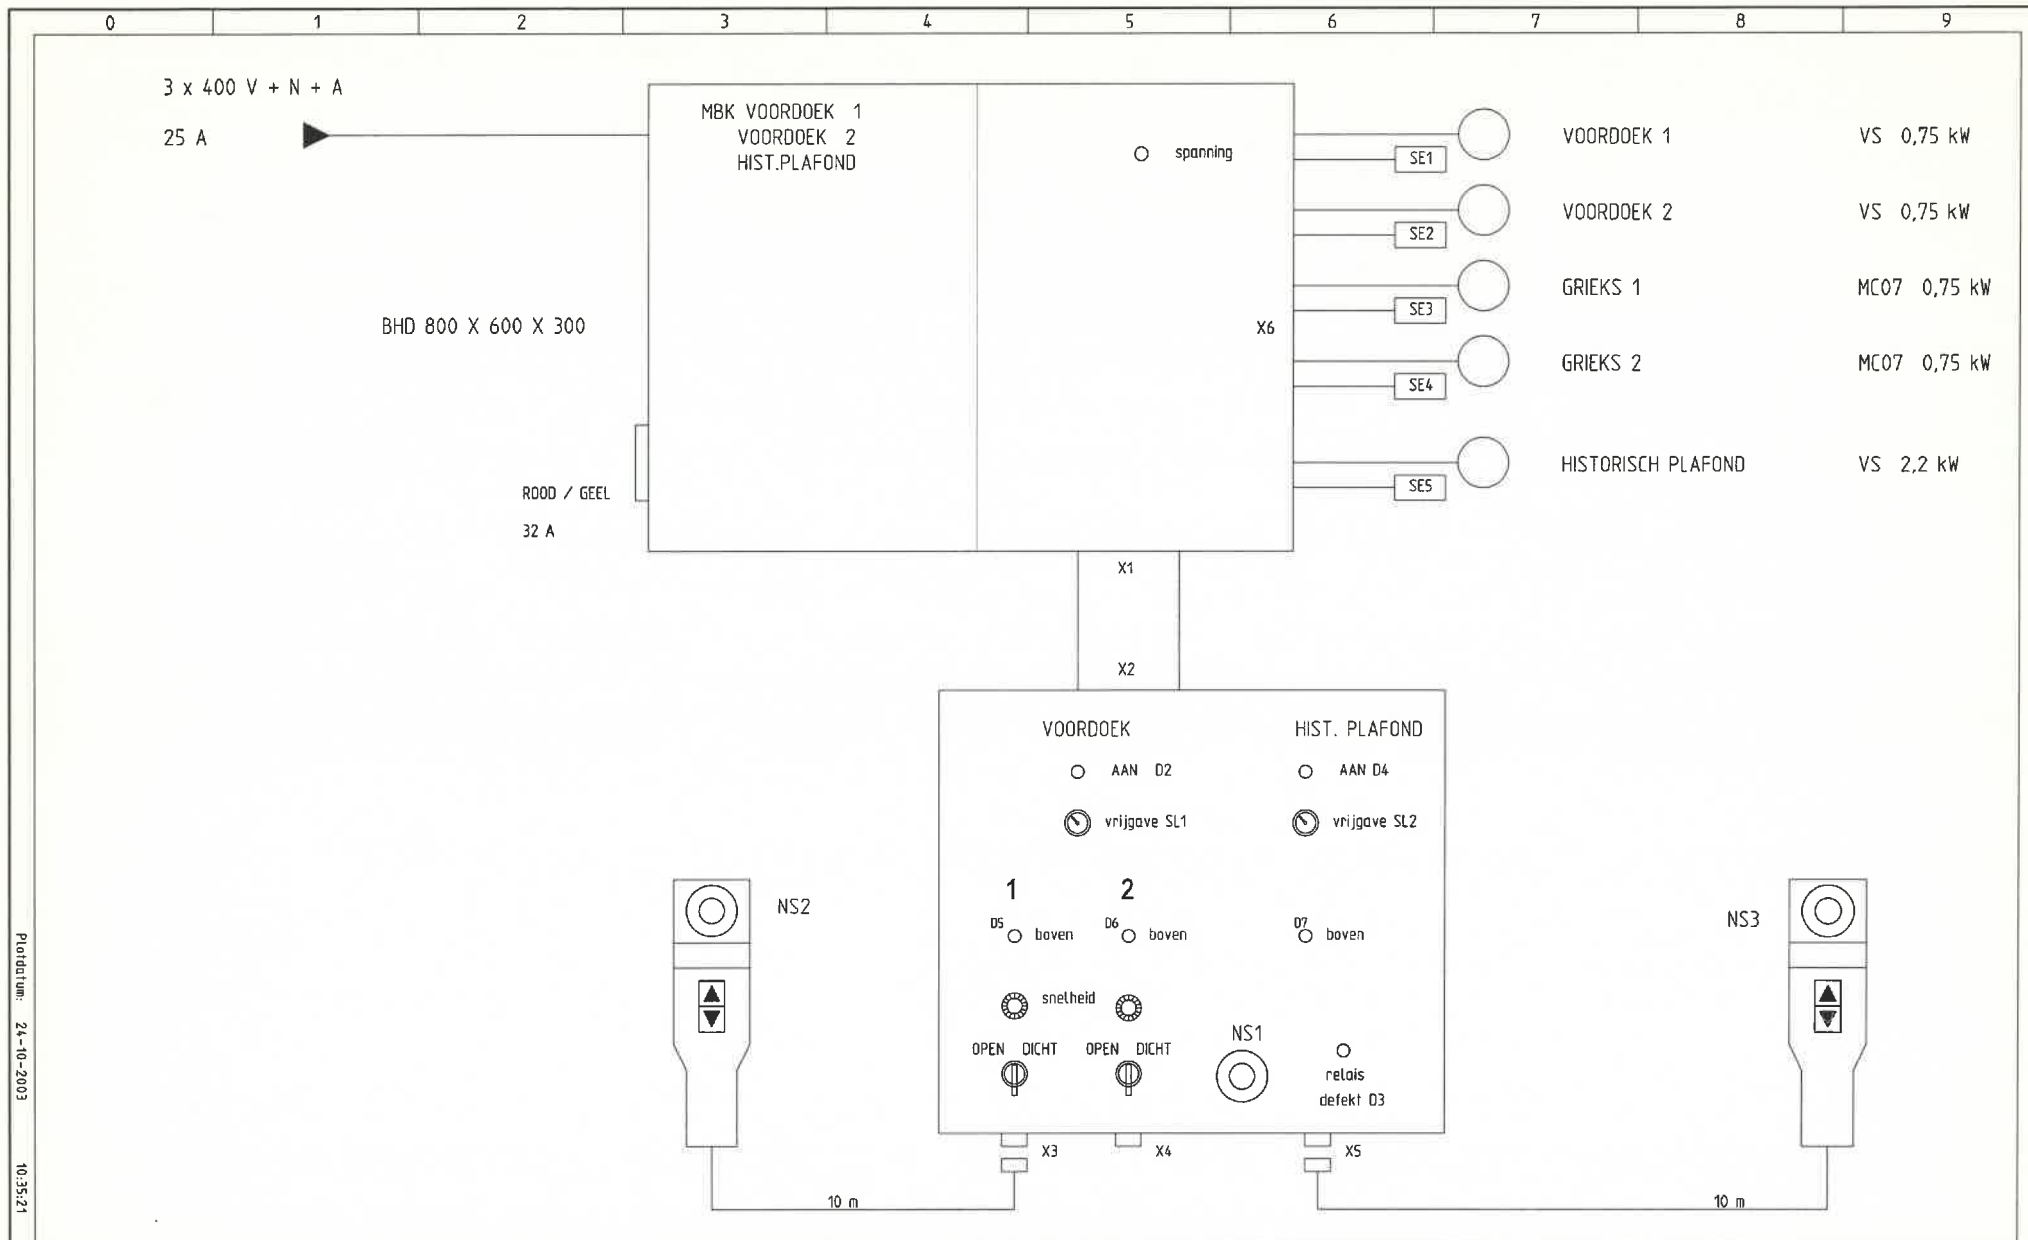 0 1 2 3 4 5 6 7 8 9
3 x 400 V + N + A
25 A
MBK VOORDOEK 1
VOORDOEK 2
HIST.PLAFOND
spanning
BHD 800 X 600 X 300
ROOD / GEEL
32 A
X6
SE1
VOORDOEK 1 VS 0,75 kW
SE2
VOORDOEK 2 VS 0,75 kW
SE3
GRIEKS 1 MC07 0,75 kW
SE4
GRIEKS 2 MC07 0,75 kW
SE5
HISTORISCH PLAFOND VS 2,2 kW
X1
X2
VOORDOEK HIST. PLAFOND
AAN D2 AAN D4
vrijgave SL1 vrijgave SL2
1 2
D5 boven D6 boven D7 boven
snelheid
OPEN DICHT OPEN DICHT
NS1
relais
defekt D3
NS2
NS3
X3 X4 X5
10 m 10 m
Plotdatum: 24-10-2003 10:35:21